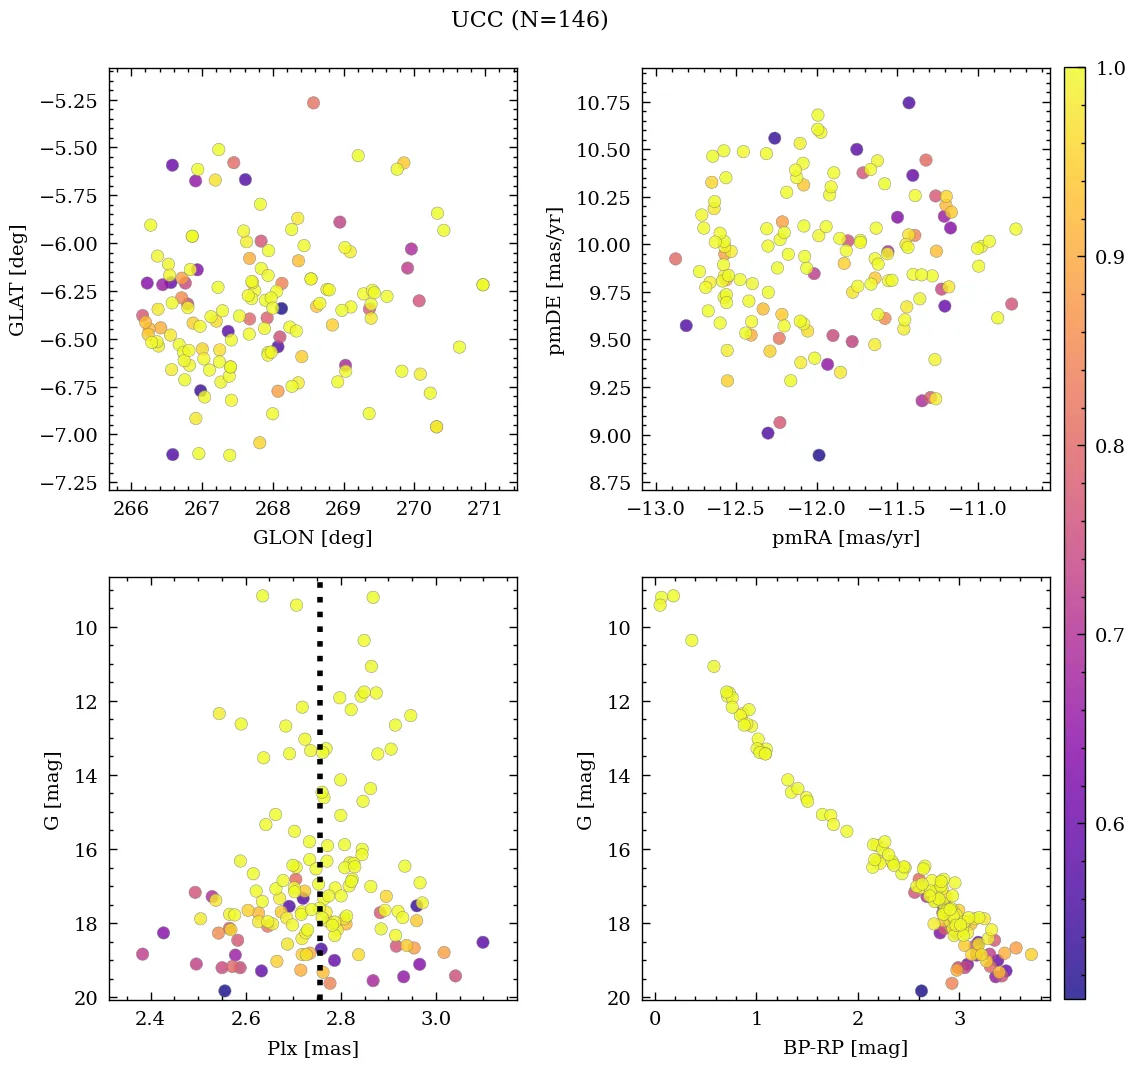 UCC (N=146)
−5.25
−5.50
−5.75
−6.00
−6.25
−6.50
−6.75
−7.00
−7.25
GLAT [deg]
266 267 268 269 270 271
GLON [deg]
10.75
10.50
10.25
10.00
9.75
9.50
9.25
9.00
8.75
pmDE [mas/yr]
−13.0 −12.5 −12.0 −11.5 −11.0
pmRA [mas/yr]
10
12
14
16
18
20
G [mag]
2.4 2.6 2.8 3.0
Plx [mas]
10
12
14
16
18
20
G [mag]
0 1 2 3
BP-RP [mag]
1.0
0.9
0.8
0.7
0.6